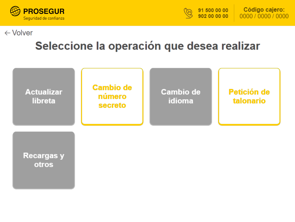 PROSEGUR
Seguridad de confianza
91 800 00 00
902 00 00 00
Código cajero:
0000 / 0000 / 0000
Volver
Seleccione la operación que desea realizar
Actualizar
libreta
Cambio de
número
secreto
Cambio de
idioma
Petición de
talonario
Recargas y
otros